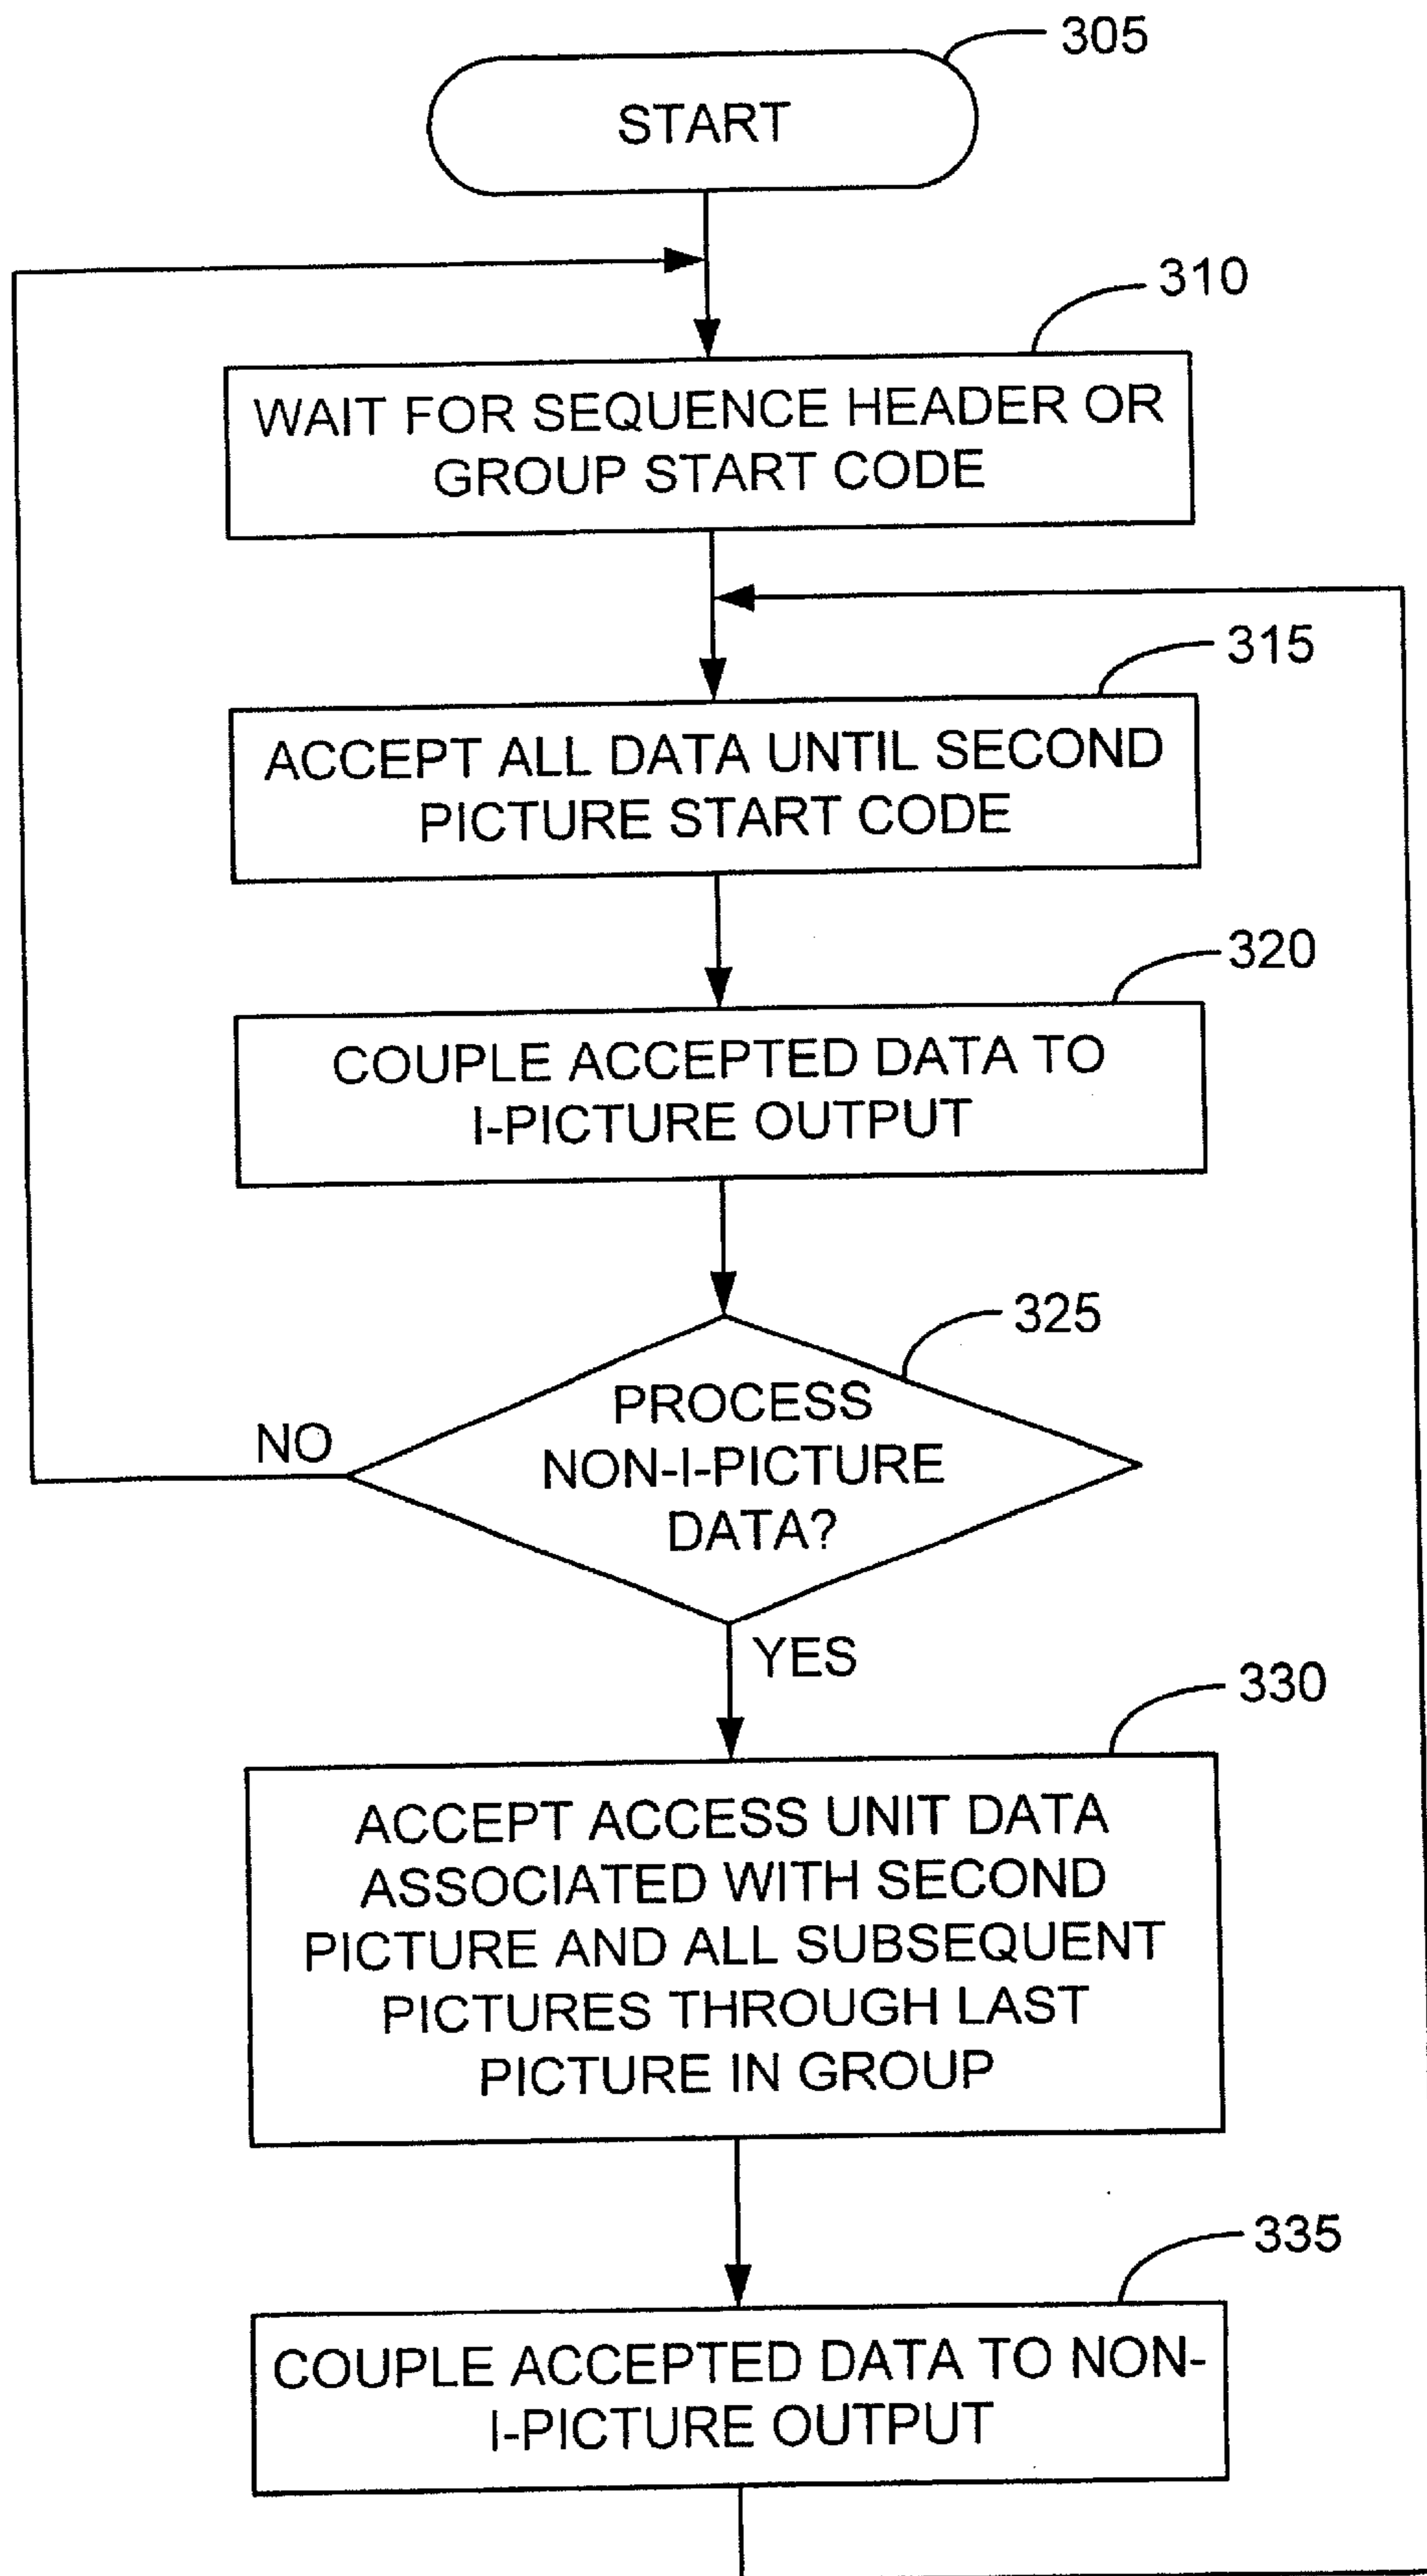 305
START
310
WAIT FOR SEQUENCE HEADER OR
GROUP START CODE
315
ACCEPT ALL DATA UNTIL SECOND
PICTURE START CODE
320
COUPLE ACCEPTED DATA TO
I-PICTURE OUTPUT
325
PROCESS
NON-I-PICTURE
DATA?
NO
YES
330
ACCEPT ACCESS UNIT DATA
ASSOCIATED WITH SECOND
PICTURE AND ALL SUBSEQUENT
PICTURES THROUGH LAST
PICTURE IN GROUP
335
COUPLE ACCEPTED DATA TO NON-
I-PICTURE OUTPUT